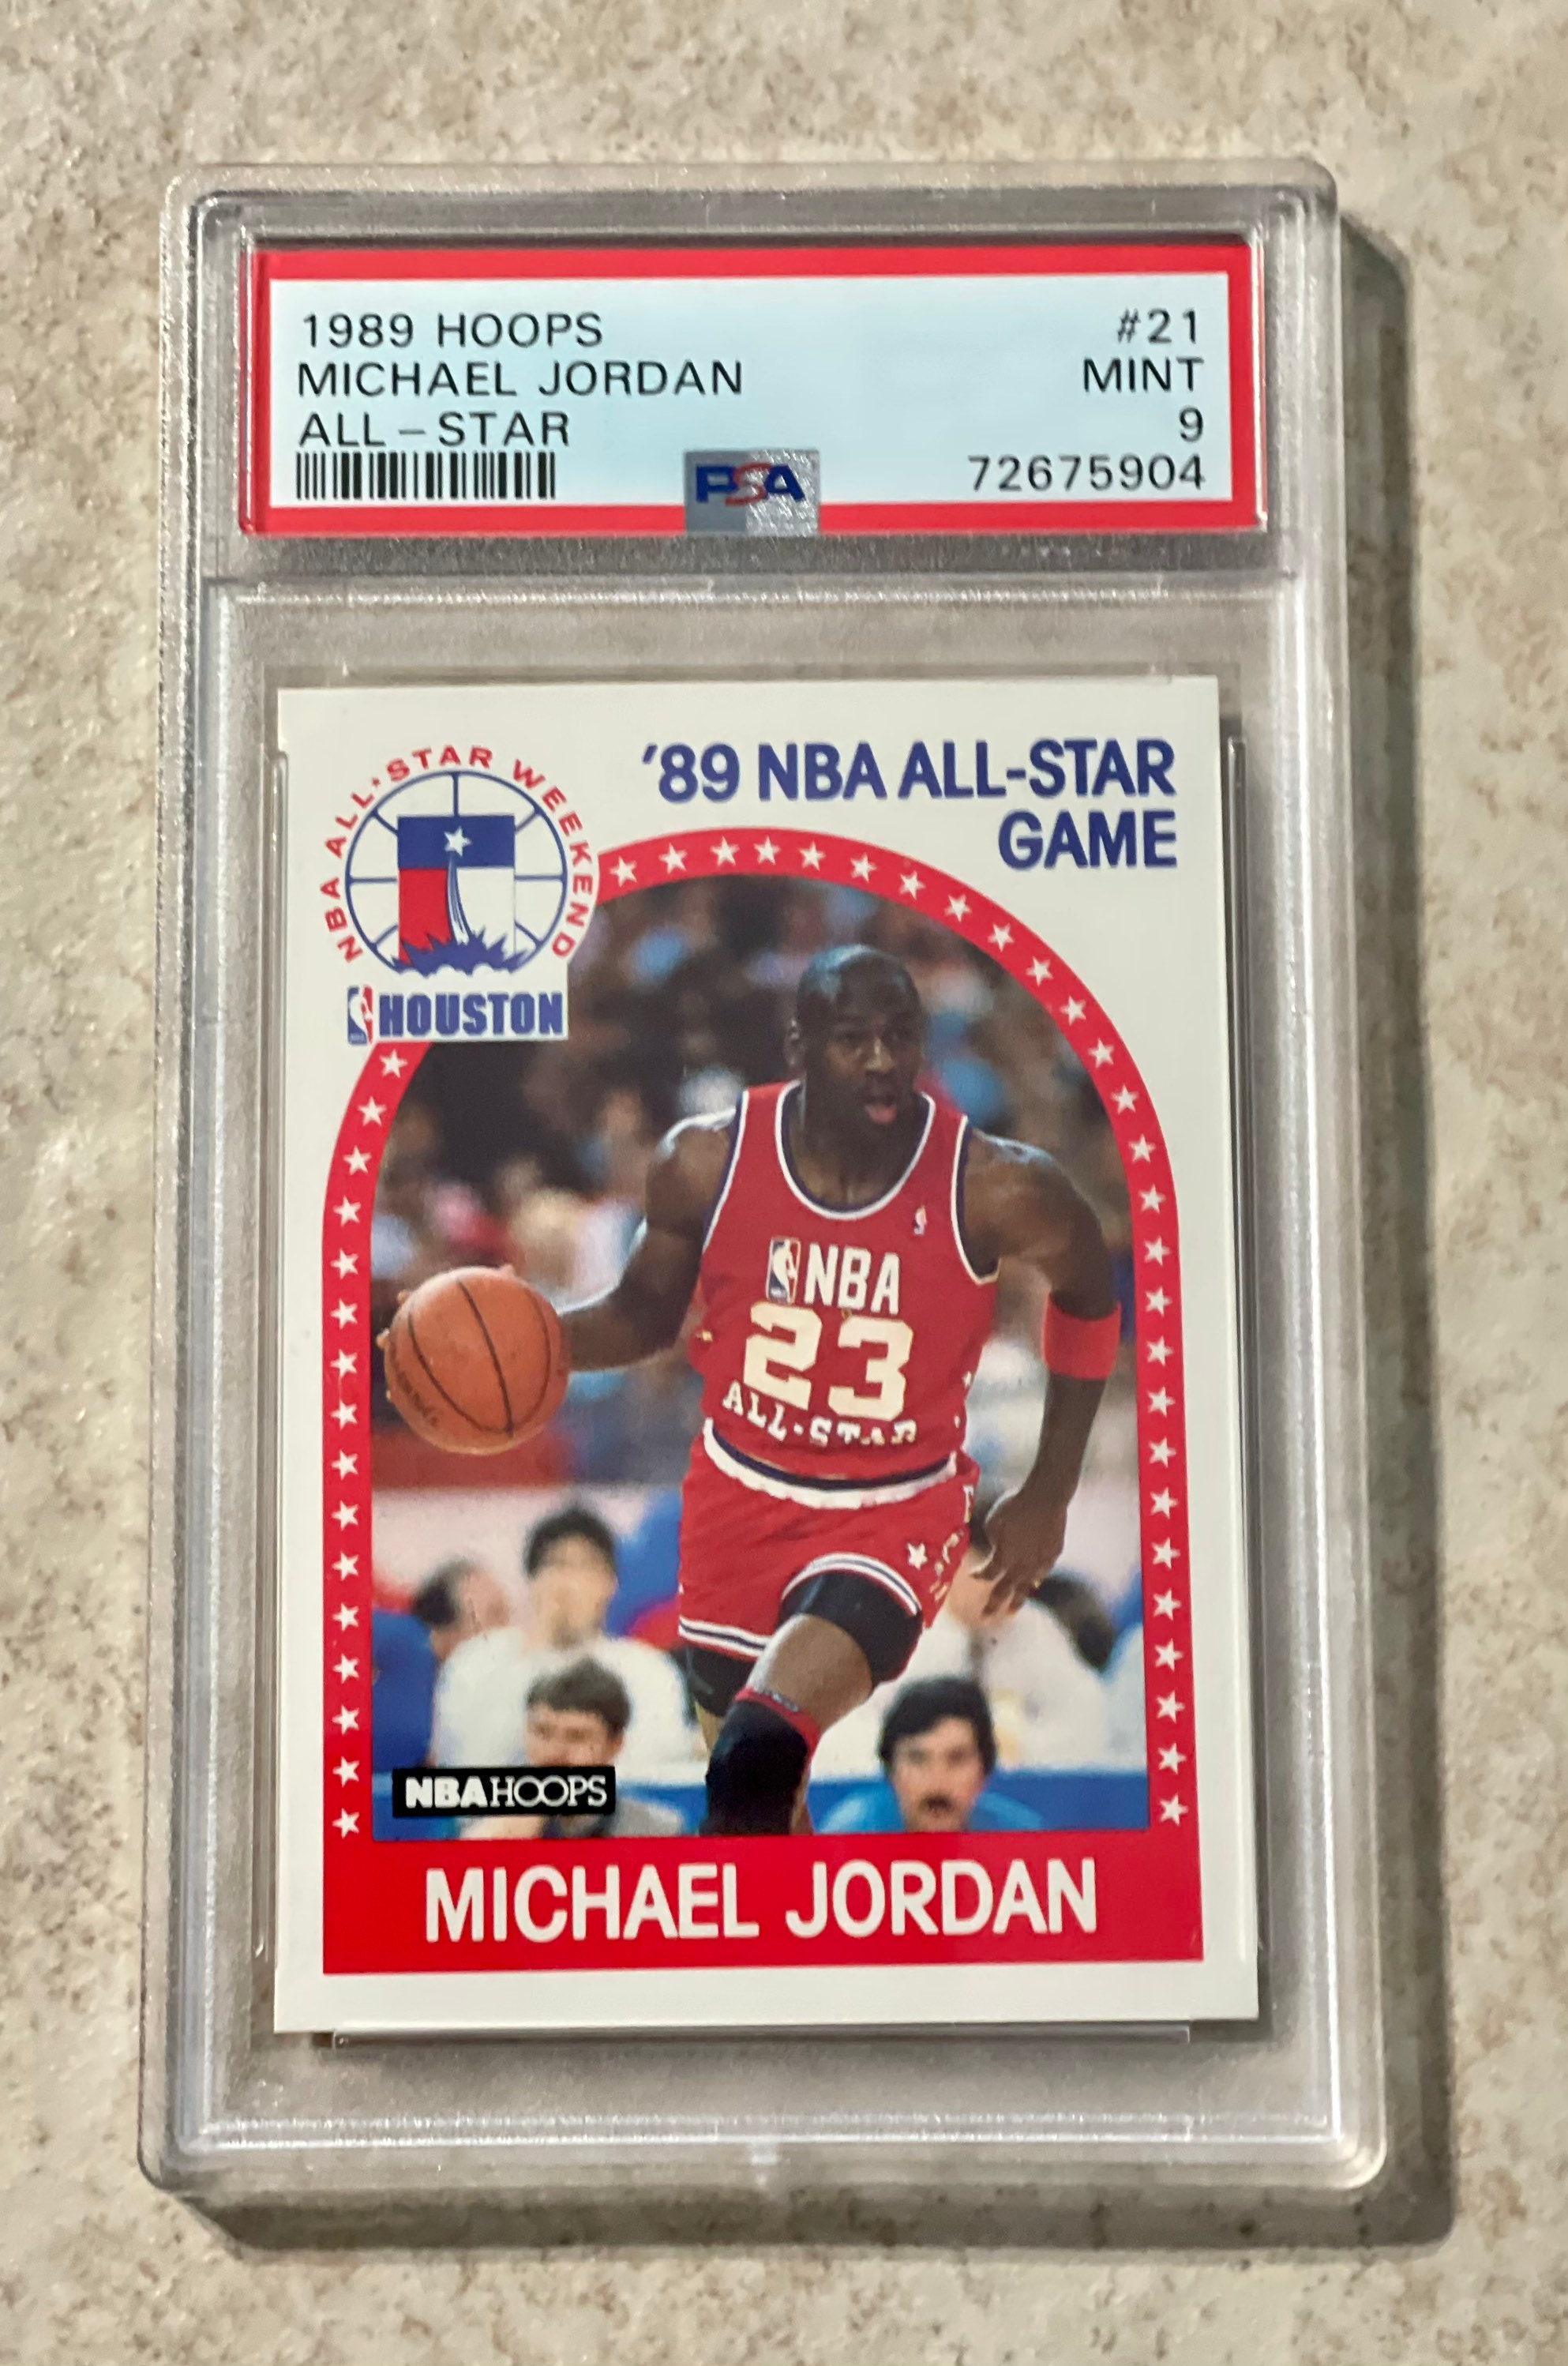 1989 HOOPS #21
MICHAEL JORDAN MINT
ALL-STAR 9
PSA 72675904
'89 NBA ALL-STAR
GAME
NBA ALL·STAR WEEKEND
HOUSTON
NBA
23
ALL-STAR
NBA HOOPS
MICHAEL JORDAN